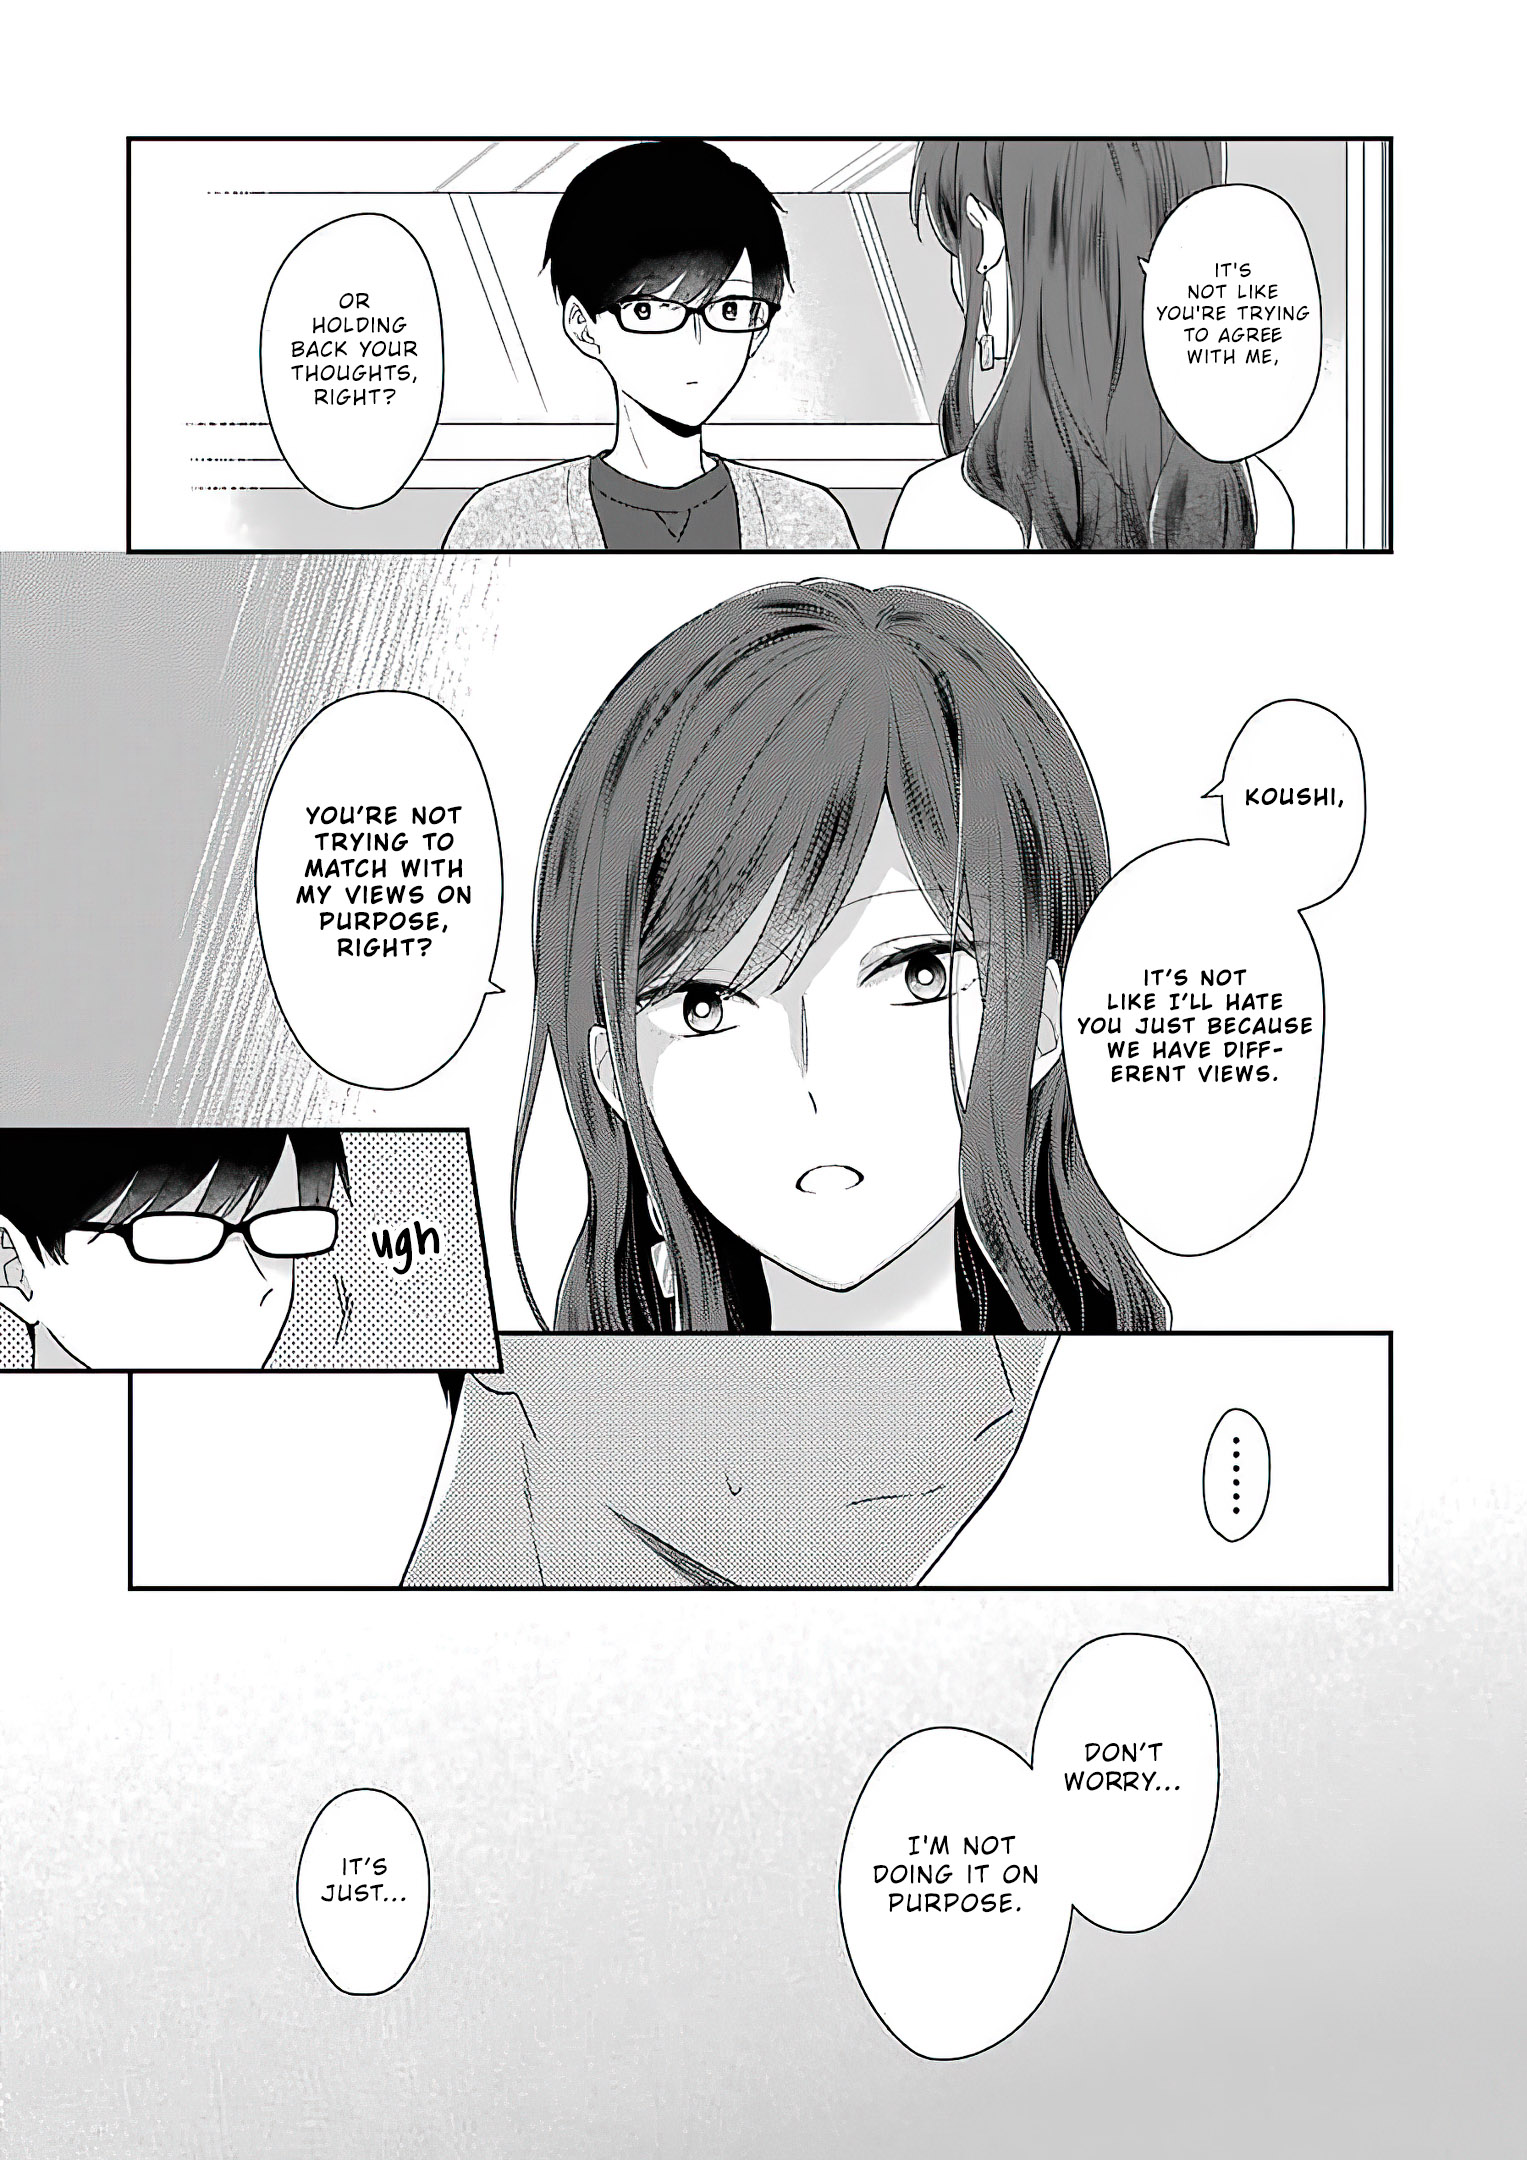 IT'S
NOT LIKE
YOU'RE TRYING
TO AGREE
WITH ME,
OR
HOLDING
BACK YOUR
THOUGHTS,
RIGHT?
KOUSHI,
IT'S NOT
LIKE I'LL HATE
YOU JUST BECAUSE
WE HAVE DIFF-
ERENT VIEWS.
YOU'RE NOT
TRYING TO
MATCH WITH
MY VIEWS ON
PURPOSE,
RIGHT?
ugh
......
DON'T
WORRY...
I'M NOT
DOING IT ON
PURPOSE.
IT'S
JUST...